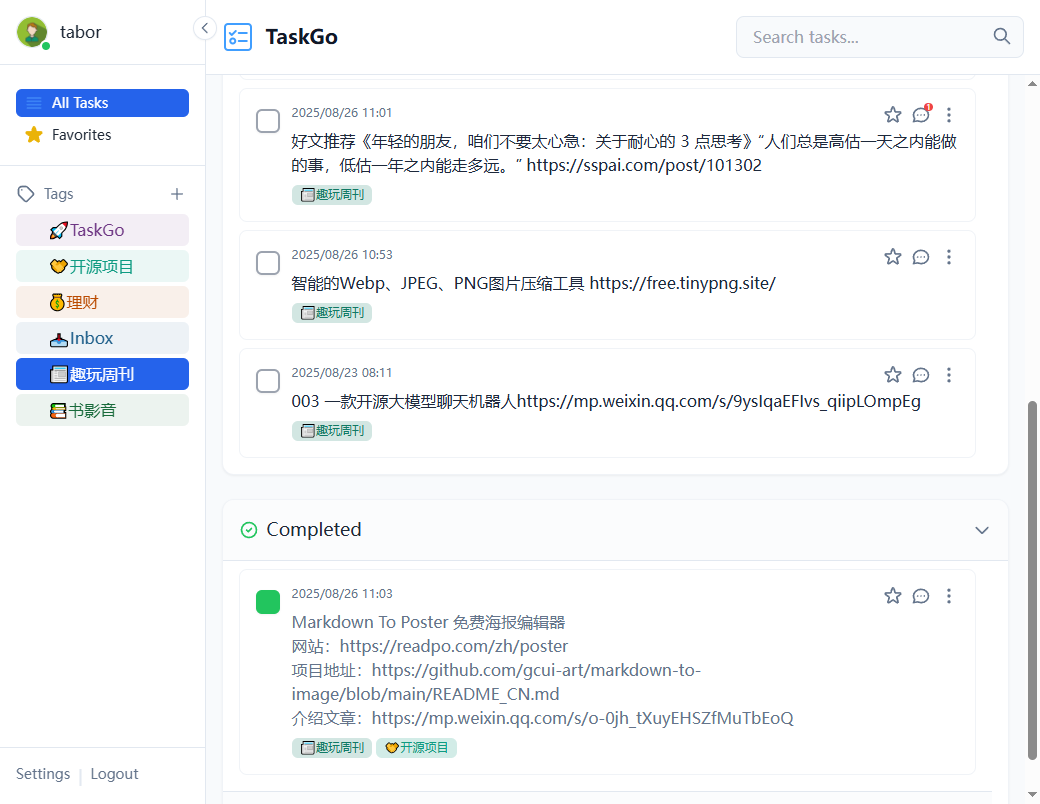 tabor
TaskGo
Search tasks...
All Tasks
Favorites
Tags
TaskGo
开源项目
理财
Inbox
趣玩周刊
书影音
Settings
Logout
2025/08/26 11:01
1
好文推荐《年轻的朋友，咱们不要太心急：关于耐心的 3 点思考》“人们总是高估一天之内能做
的事，低估一年之内能走多远。” https://sspai.com/post/101302
趣玩周刊
2025/08/26 10:53
智能的Webp、JPEG、PNG图片压缩工具 https://free.tinypng.site/
趣玩周刊
2025/08/23 08:11
003 一款开源大模型聊天机器人https://mp.weixin.qq.com/s/9ysIqaEFIvs_qiipLOmpEg
趣玩周刊
Completed
2025/08/26 11:03
Markdown To Poster 免费海报编辑器
网站：https://readpo.com/zh/poster
项目地址：https://github.com/gcui-art/markdown-to-
image/blob/main/README_CN.md
介绍文章：https://mp.weixin.qq.com/s/o-0jh_tXuyEHSZfMuTbEoQ
趣玩周刊 开源项目